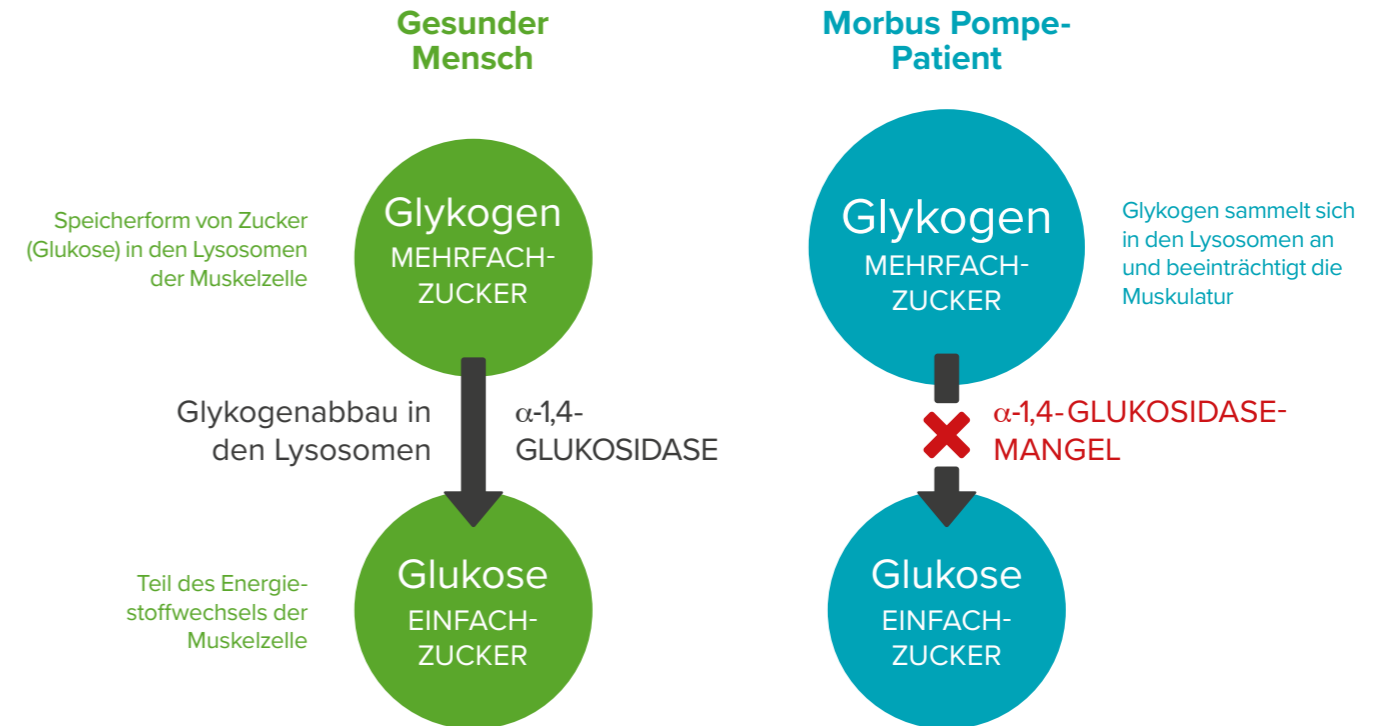 Gesunder
Mensch
Speicherform von Zucker
(Glukose) in den Lysosomen
der Muskelzelle
Glykogen
MEHRFACH-
ZUCKER
Glykogenabbau in
den Lysosomen
α-1,4-
GLUKOSIDASE
Teil des Energie-
stoffwechsels der
Muskelzelle
Glukose
EINFACH-
ZUCKER
Morbus Pompe-
Patient
Glykogen
MEHRFACH-
ZUCKER
Glykogen sammelt sich
in den Lysosomen an
und beeinträchtigt die
Muskulatur
α-1,4-GLUKOSIDASE-
MANGEL
Glukose
EINFACH-
ZUCKER